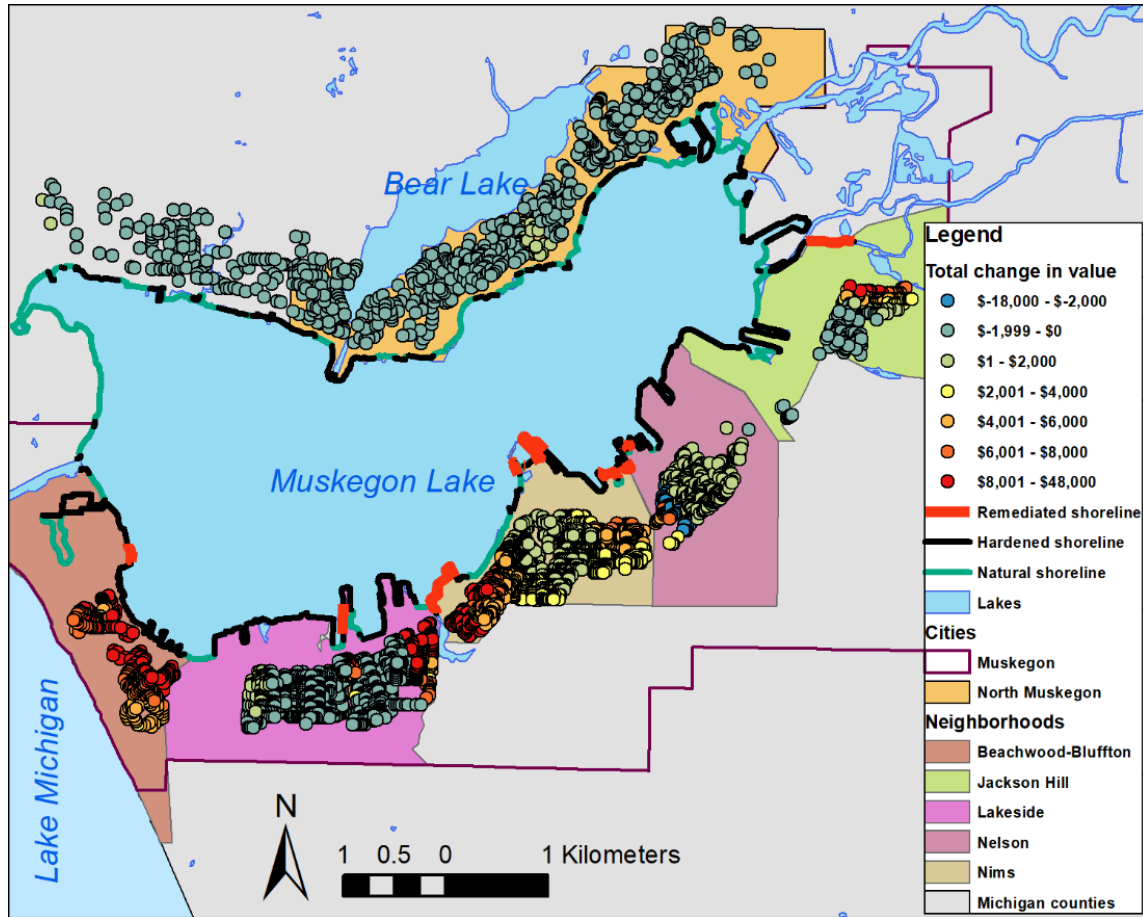 Bear Lake
Muskegon Lake
Lake Michigan
N
1 0.5 0 1 Kilometers
Legend
Total change in value
$-18,000 - $-2,000
$-1,999 - $0
$1 - $2,000
$2,001 - $4,000
$4,001 - $6,000
$6,001 - $8,000
$8,001 - $48,000
Remediated shoreline
Hardened shoreline
Natural shoreline
Lakes
Cities
Muskegon
North Muskegon
Neighborhoods
Beachwood-Bluffton
Jackson Hill
Lakeside
Nelson
Nims
Michigan counties